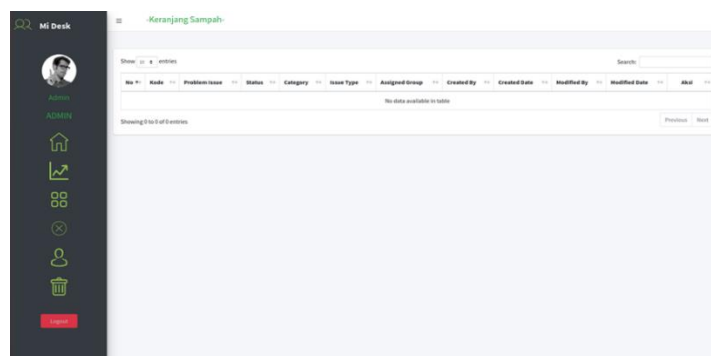 Mi Desk
-Keranjang Sampah-
Admin
ADMIN
Logout
Show 10 entries
Search:
No Kode Problem Issue Status Category Issue Type Assigned Group Created By Created Date Modified By Modified Date Aksi
No data available in table
Showing 0 to 0 of 0 entries
Previous Next